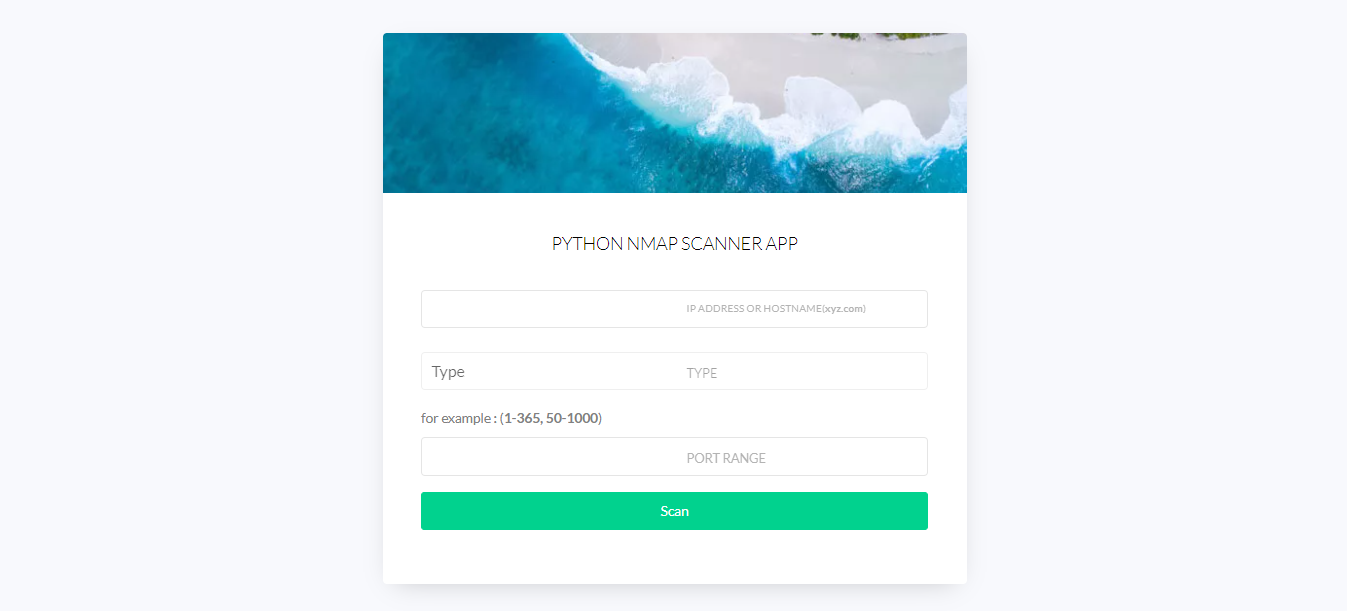 PYTHON NMAP SCANNER APP
IP ADDRESS OR HOSTNAME(xyz.com)
Type TYPE
for example : (1-365, 50-1000)
PORT RANGE
Scan